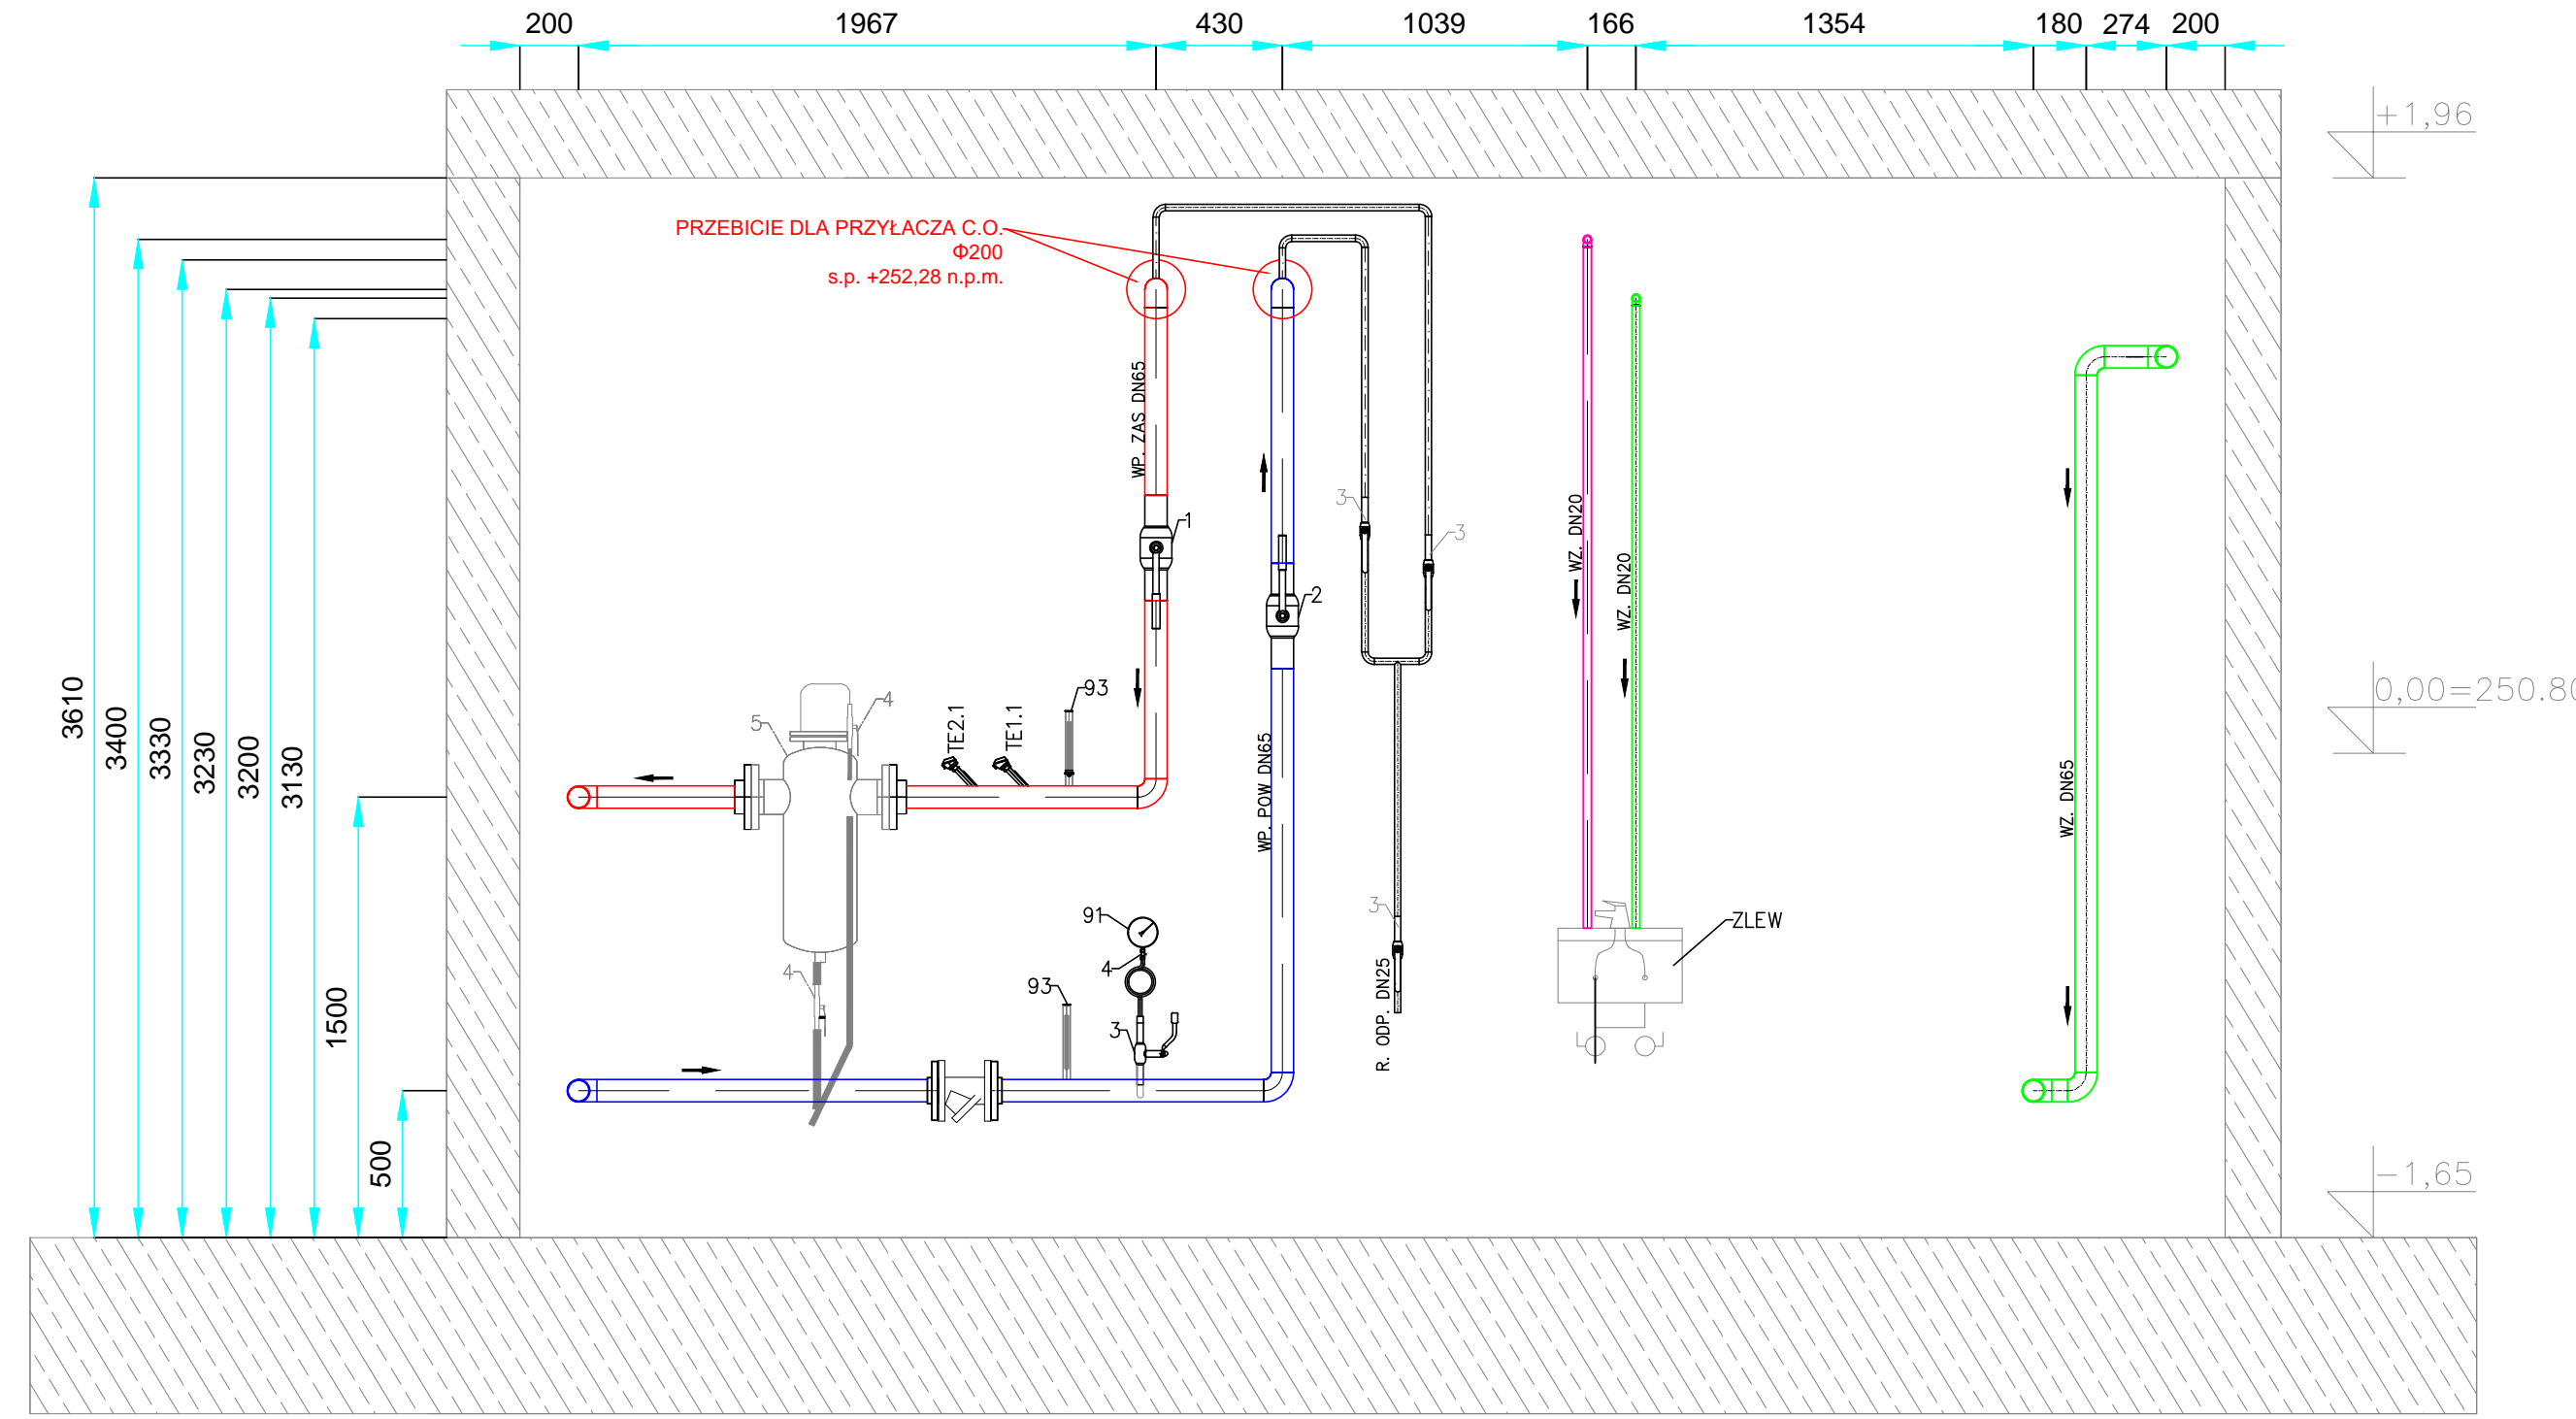 200
1967
430
1039
166
1354
180
274
200
+1,96
PRZEBICIE DLA PRZYŁACZA C.O.
Φ200
s.p. +252,28 n.p.m.
WP. ZAS DN65
1
2
3
3
WZ. DN20
WZ. DN20
3610
3400
3330
3230
3200
3130
1500
500
0,00=250.80
5
4
TE2.1
TE1.1
93
WP. POW DN65
WZ. DN65
91
4
4
93
3
3
R. ODP. DN25
ZLEW
-1,65